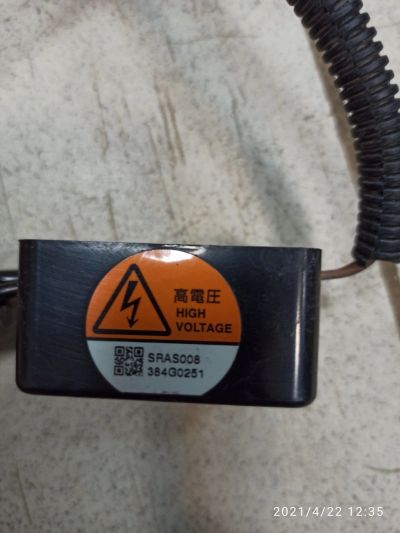 高電圧
HIGH
VOLTAGE
SRAS008
384G0251
2021/4/22 12:35